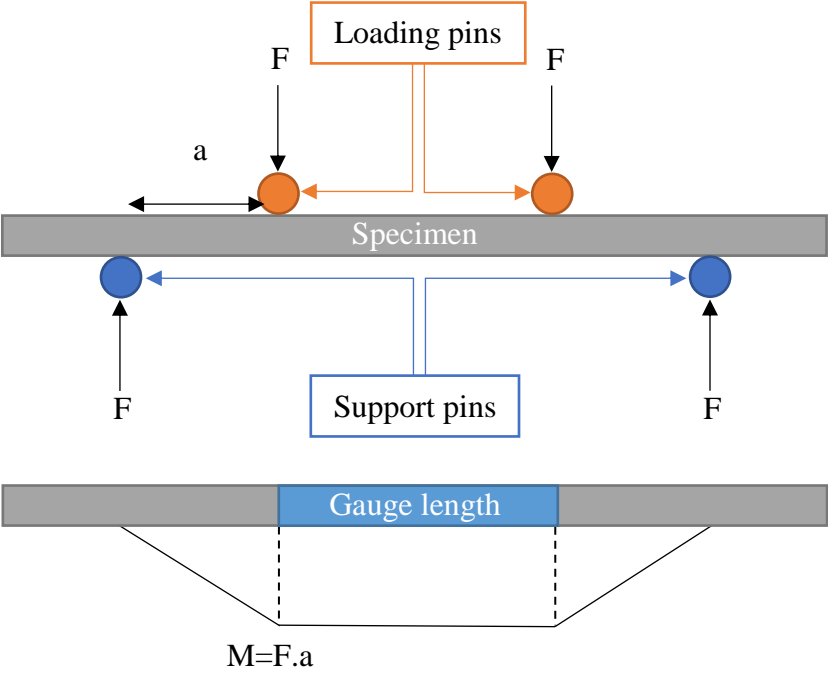 Loading pins
F
F
a
Specimen
F
Support pins
F
Gauge length
M=F.a